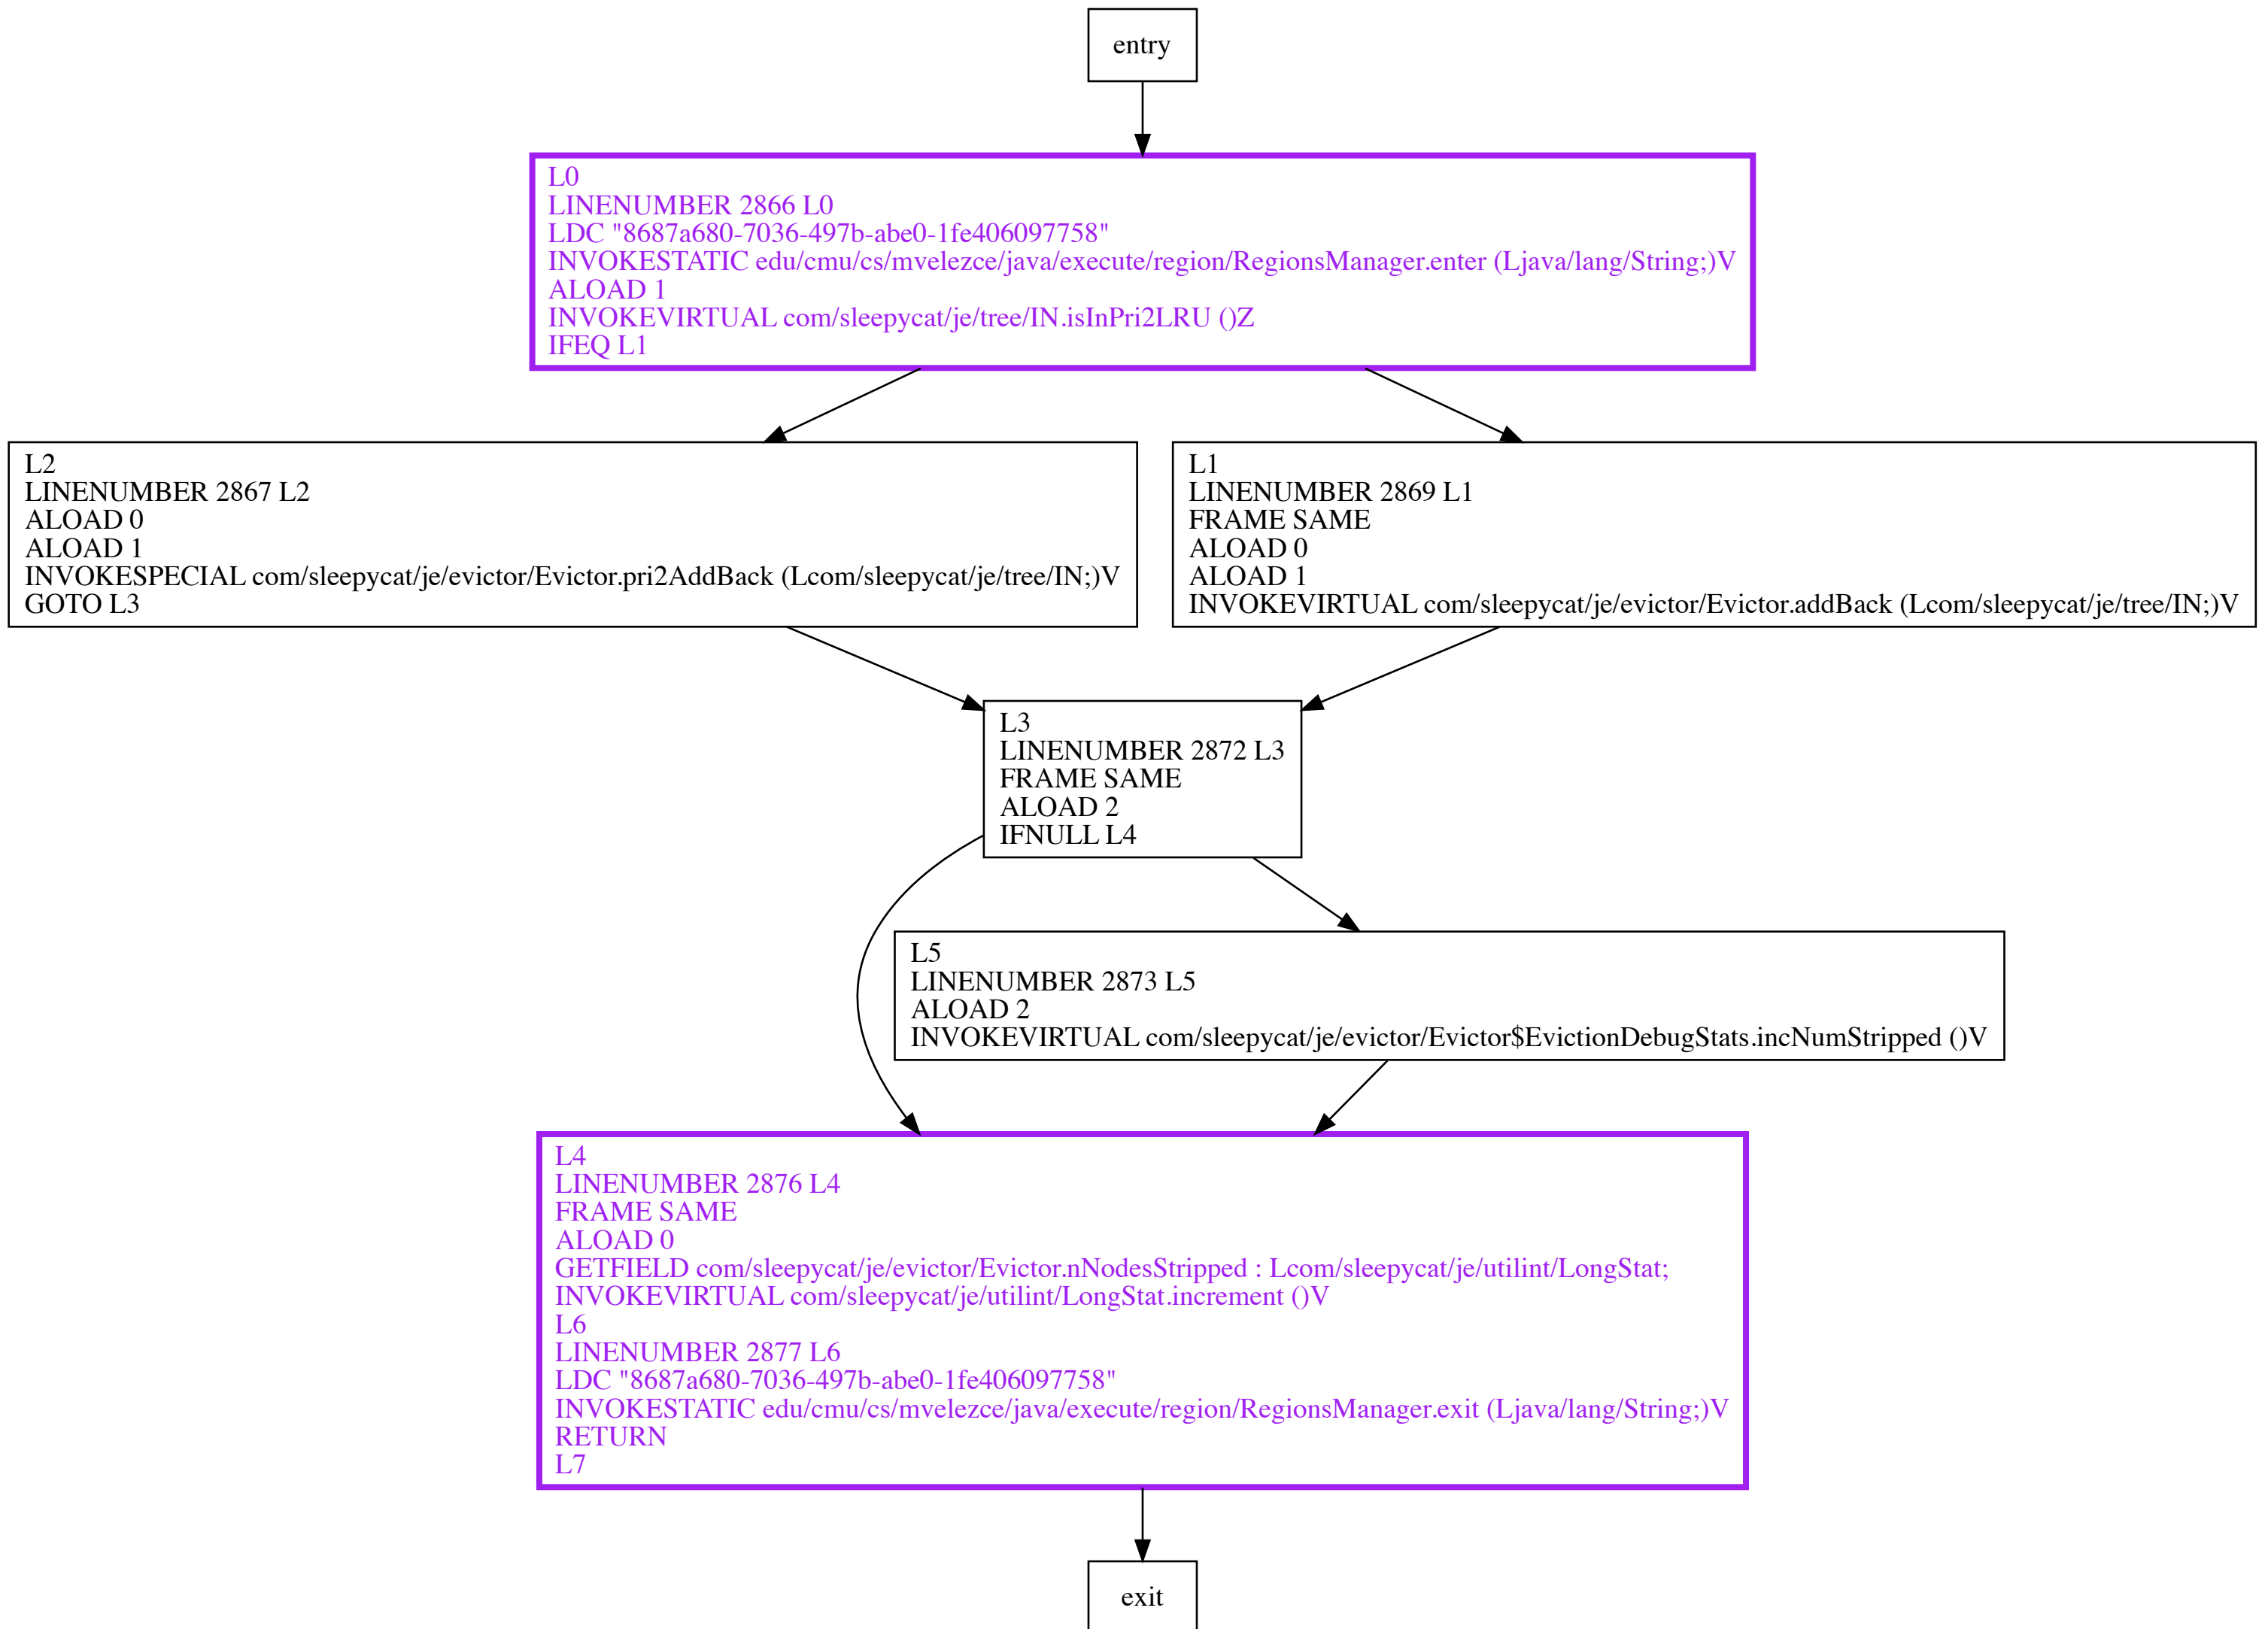 entry
L0
LINENUMBER 2866 L0
LDC "8687a680-7036-497b-abe0-1fe406097758"
INVOKESTATIC edu/cmu/cs/mvelezce/java/execute/region/RegionsManager.enter (Ljava/lang/String;)V
ALOAD 1
INVOKEVIRTUAL com/sleepycat/je/tree/IN.isInPri2LRU ()Z
IFEQ L1
L2
LINENUMBER 2867 L2
ALOAD 0
ALOAD 1
INVOKESPECIAL com/sleepycat/je/evictor/Evictor.pri2AddBack (Lcom/sleepycat/je/tree/IN;)V
GOTO L3
L1
LINENUMBER 2869 L1
FRAME SAME
ALOAD 0
ALOAD 1
INVOKEVIRTUAL com/sleepycat/je/evictor/Evictor.addBack (Lcom/sleepycat/je/tree/IN;)V
L3
LINENUMBER 2872 L3
FRAME SAME
ALOAD 2
IFNULL L4
L5
LINENUMBER 2873 L5
ALOAD 2
INVOKEVIRTUAL com/sleepycat/je/evictor/Evictor$EvictionDebugStats.incNumStripped ()V
L4
LINENUMBER 2876 L4
FRAME SAME
ALOAD 0
GETFIELD com/sleepycat/je/evictor/Evictor.nNodesStripped : Lcom/sleepycat/je/utilint/LongStat;
INVOKEVIRTUAL com/sleepycat/je/utilint/LongStat.increment ()V
L6
LINENUMBER 2877 L6
LDC "8687a680-7036-497b-abe0-1fe406097758"
INVOKESTATIC edu/cmu/cs/mvelezce/java/execute/region/RegionsManager.exit (Ljava/lang/String;)V
RETURN
L7
exit